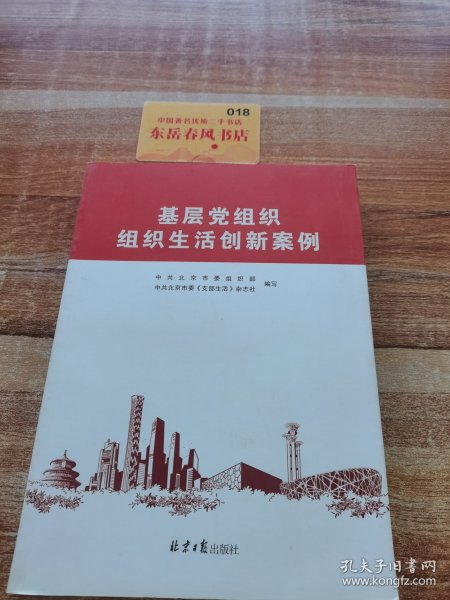 018
中国著名优质二手书店
东岳春风书店
基层党组织
组织生活创新案例
中共北京市委组织部
中共北京市委《支部生活》杂志社
编写
北京日报出版社
孔夫子旧书网
www.kongfz.com